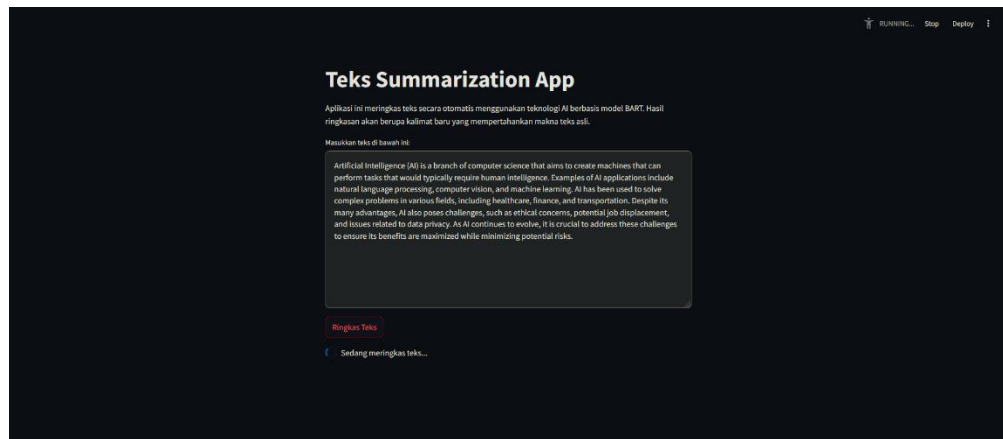 RUNNING... Stop Deploy
Teks Summarization App
Aplikasi ini meringkas teks secara otomatis menggunakan teknologi AI berbasis model BART. Hasil
ringkasan akan berupa kalimat baru yang mempertahankan makna teks asli.
Masukkan teks di bawah ini:
Artificial Intelligence (AI) is a branch of computer science that aims to create machines that can
perform tasks that would typically require human intelligence. Examples of AI applications include
natural language processing, computer vision, and machine learning. AI has been used to solve
complex problems in various fields, including healthcare, finance, and transportation. Despite its
many advantages, AI also poses challenges, such as ethical concerns, potential job displacement,
and issues related to data privacy. As AI continues to evolve, it is crucial to address these challenges
to ensure its benefits are maximized while minimizing potential risks.
Ringkas Teks
Sedang meringkas teks...